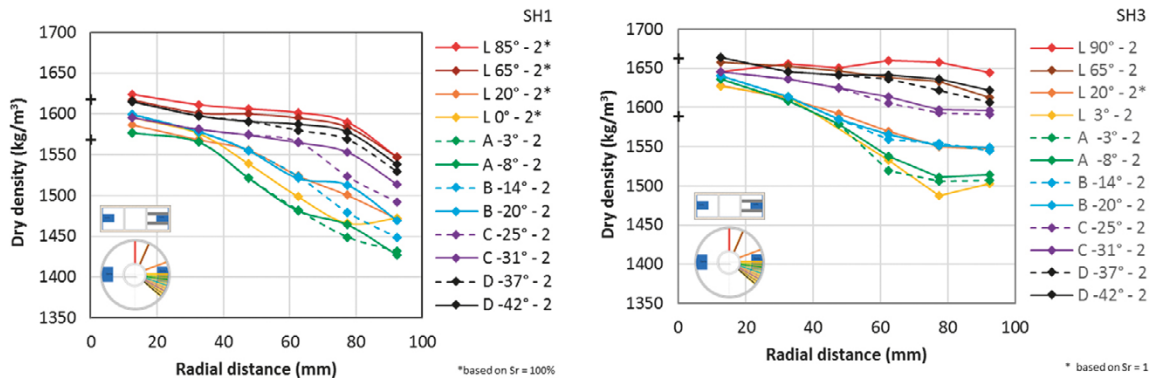 SH1
1700
1650
1600
1550
1500
1450
1400
1350
0 20 40 60 80 100
Dry density (kg/m³)
Radial distance (mm)
L 85° - 2*
L 65° - 2*
L 20° - 2*
L 0° - 2*
A -3° - 2
A -8° - 2
B -14° - 2
B -20° - 2
C -25° - 2
C -31° - 2
D -37° - 2
D -42° - 2
*based on Sr = 100%
SH3
1700
1650
1600
1550
1500
1450
1400
1350
0 20 40 60 80 100
Dry density (kg/m³)
Radial distance (mm)
L 90° - 2
L 65° - 2
L 20° - 2*
L 3° - 2
A -3° - 2
A -8° - 2
B -14° - 2
B -20° - 2
C -25° - 2
C -31° - 2
D -37° - 2
D -42° - 2
* based on Sr = 1